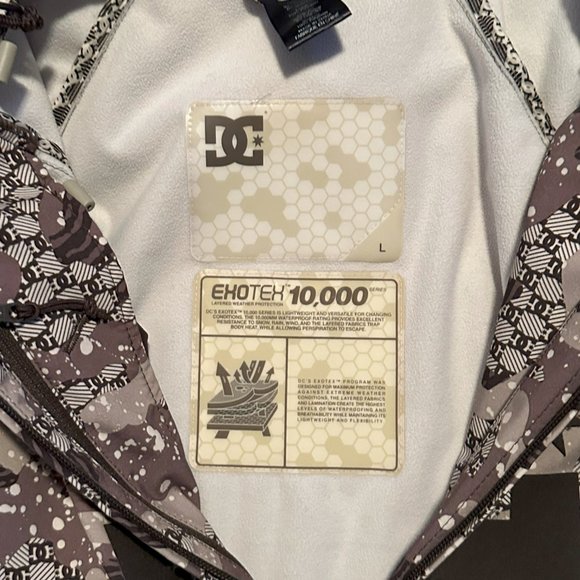 DC
L
EXOTEX™ 10,000 SERIES
LAYERED WEATHER PROTECTION
DC'S EXOTEX™ 10,000 SERIES IS LIGHTWEIGHT AND VERSATILE FOR CHANGING
CONDITIONS. THE 10,000MM WATERPROOF RATING PROVIDES EXCELLENT
RESISTANCE TO SNOW, RAIN, WIND, AND THE LAYERED FABRICS TRAP
BODY HEAT, WHILE ALLOWING PERSPIRATION TO ESCAPE.
DC'S EXOTEX™ PROGRAM WAS
DESIGNED FOR MAXIMUM PROTECTION
AGAINST EXTREME WEATHER
CONDITIONS, THE LAYERED FABRICS
AND LAMINATION CREATE THE HIGHEST
LEVELS OF WATERPROOFING AND
BREATHABILITY WHILE MAINTAINING ITS
LIGHTWEIGHT AND FLEXIBILITY